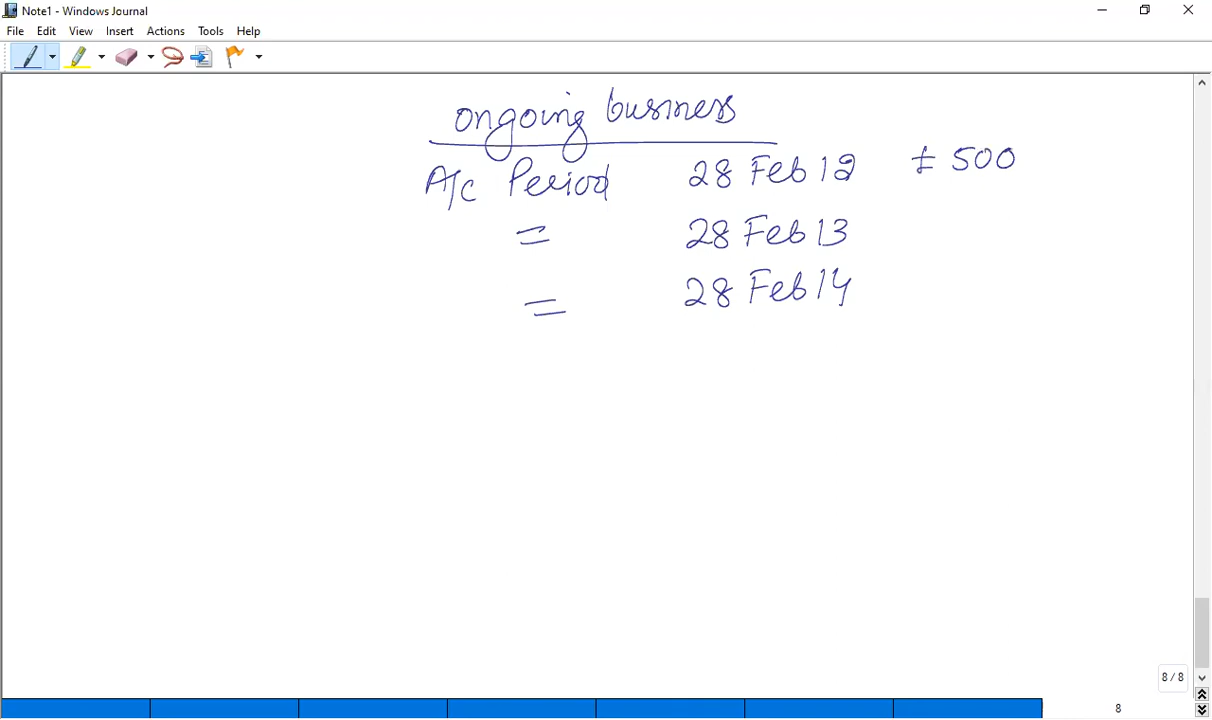 Note1 - Windows Journal
File Edit View Insert Actions Tools Help
ongoing business
A/c Period 28 Feb 12 £ 500
= 28 Feb 13
= 28 Feb 14
8 / 8
8